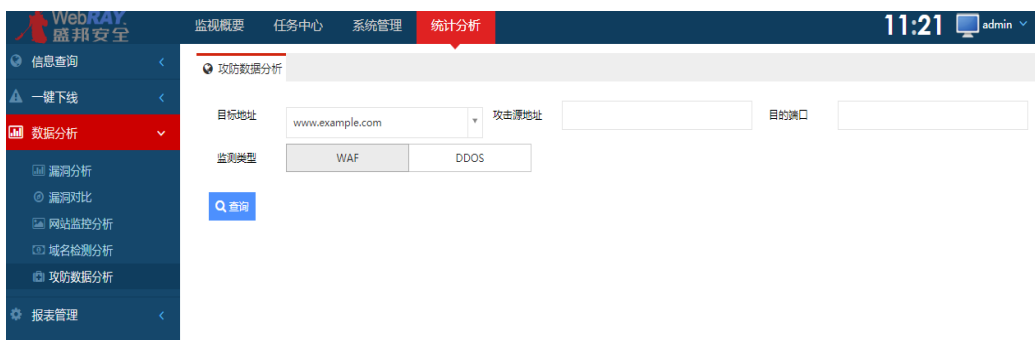 WebRAY.
盛邦安全
监视概要 任务中心 系统管理 统计分析
11:21 admin
信息查询
一键下线
数据分析
漏洞分析
漏洞对比
网站监控分析
域名检测分析
攻防数据分析
报表管理
攻防数据分析
目标地址 www.example.com 攻击源地址 目的端口
监测类型 WAF DDOS
查询